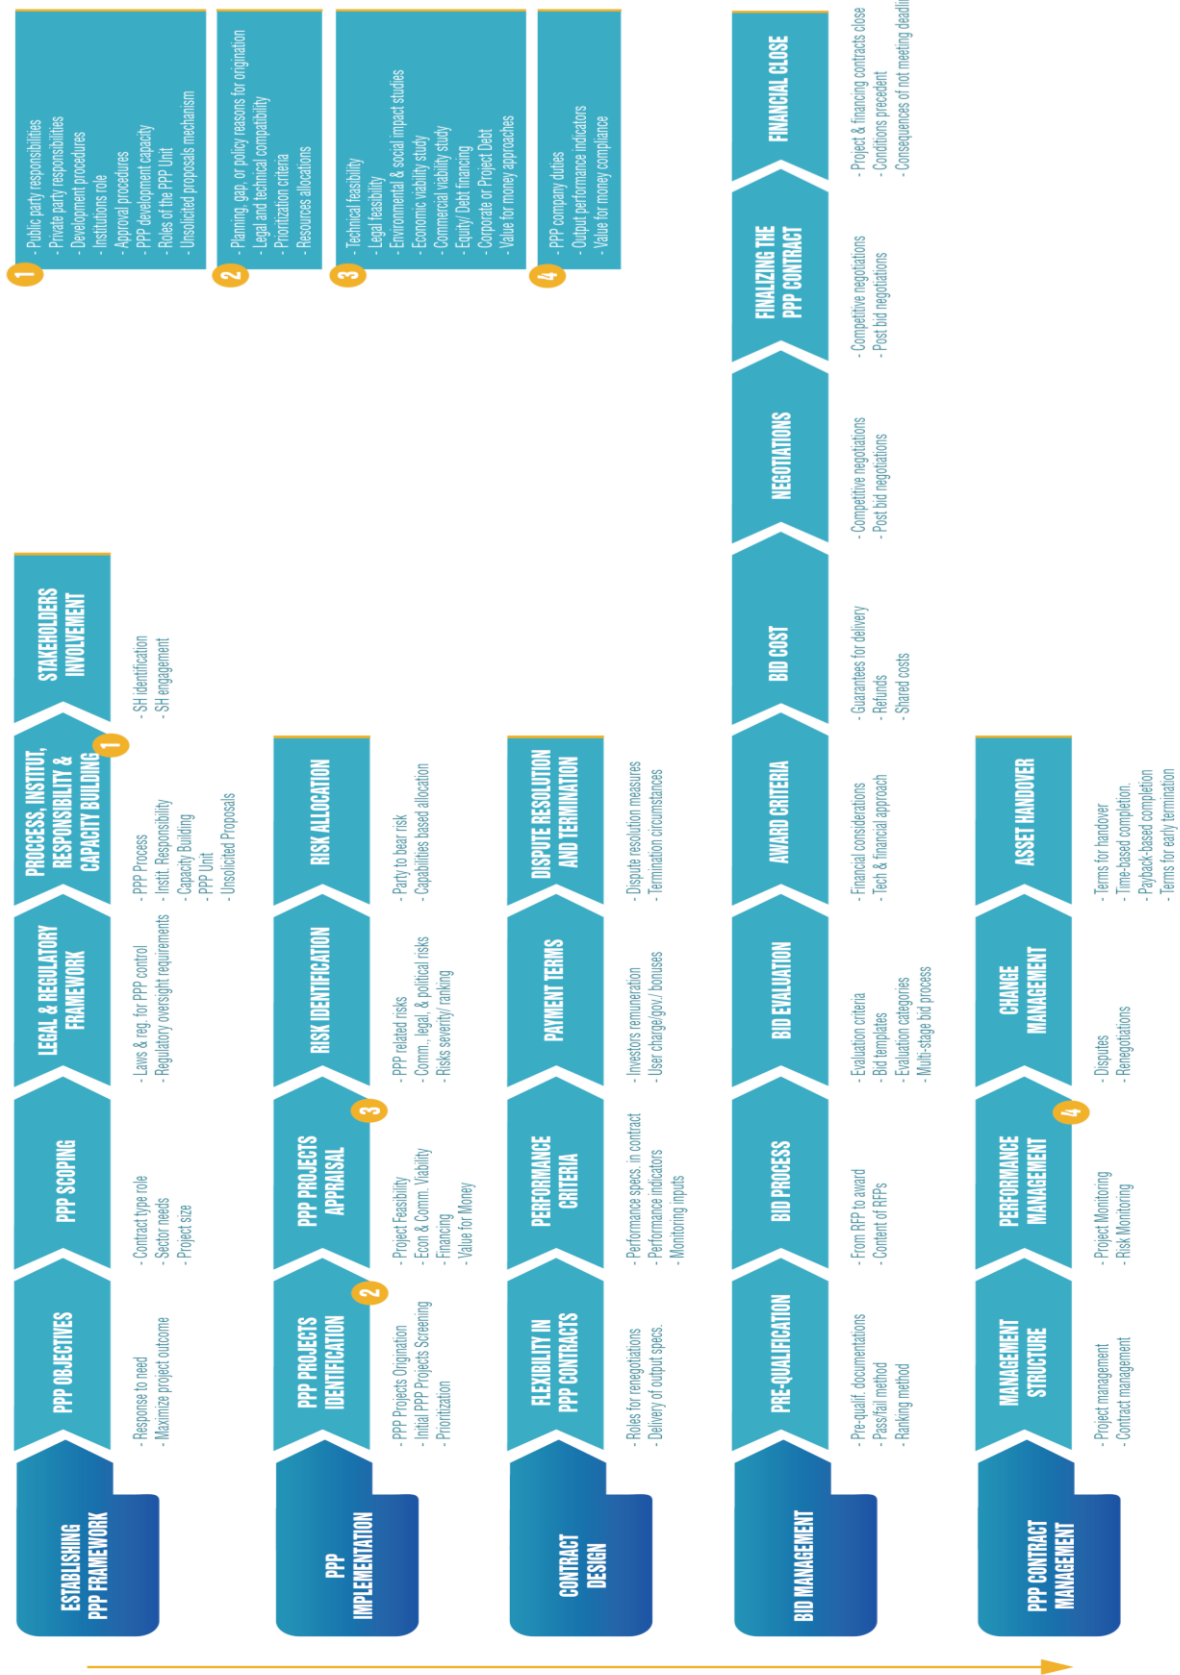 ESTABLISHING
PPP FRAMEWORK
PPP OBJECTIVES
- Response to need
- Maximize project outcome
PPP SCOPING
- Contract type role
- Sector needs
- Project size
LEGAL & REGULATORY
FRAMEWORK
- Laws & reg. for PPP control
- Regulatory oversight requirements
PROCCESS, INSTITUT,
RESPONSIBILITY &
CAPACITY BUILDING
1
- PPP Process
- Instit. Responsibility
- Capacity Building
- PPP Unit
- Unsolicited Proposals
STAKEHOLDERS
INVOLVEMENT
- SH identification
- SH engagement
1
- Public party responsibilities
- Private party responsibilities
- Development procedures
- Institutions role
- Approval procedures
- PPP development capacity
- Roles of the PPP Unit
- Unsolicited proposals mechanism
2
- Planning, gap, or policy reasons for origination
- Legal and technical compatibility
- Prioritization criteria
- Resources allocations
3
- Technical feasibility
- Legal feasibility
- Environmental & social impact studies
- Economic viability study
- Commercial viability study
- Equity/ Debt financing
- Corporate or Project Debt
- Value for money approaches
4
- PPP company duties
- Output performance indicators
- Value for money compliance
PPP
IMPLEMENTATION
PPP PROJECTS
IDENTIFICATION
2
- PPP Projects Origination
- Initial PPP Projects Screening
- Prioritization
PPP PROJECTS
APPRAISAL
3
- Project Feasibility
- Econ & Comm. Viability
- Financing
- Value for Money
RISK IDENTIFICATION
- PPP related risks
- Comm., legal, & political risks
- Risks severity/ ranking
RISK ALLOCATION
- Party to bear risk
- Capabilities based allocation
CONTRACT
DESIGN
FLEXIBILITY IN
PPP CONTRACTS
- Roles for renegotiations
- Delivery of output specs.
PERFORMANCE
CRITERIA
- Performance specs. in contract
- Performance indicators
- Monitoring inputs
PAYMENT TERMS
- Investors remuneration
- User charge/gov./ bonuses
DISPUTE RESOLUTION
AND TERMINATION
- Dispute resolution measures
- Termination circumstances
BID MANAGEMENT
PRE-QUALIFICATION
- Pre-qualif. documentations
- Pass/fail method
- Ranking method
BID PROCESS
- From RFP to award
- Content of RFPs
BID EVALUATION
- Evaluation criteria
- Bid templates
- Evaluation categories
- Multi-stage bid process
AWARD CRITERIA
- Financial considerations
- Tech & financial approach
BID COST
- Guarantees for delivery
- Refunds
- Shared costs
NEGOTIATIONS
- Competitive negotiations
- Post bid negotiations
FINALIZING THE
PPP CONTRACT
- Competitive negotiations
- Post bid negotiations
FINANCIAL CLOSE
- Project & financing contracts close
- Conditions precedent
- Consequences of not meeting deadlin
PPP CONTRACT
MANAGEMENT
MANAGEMENT
STRUCTURE
- Project management
- Contract management
PERFORMANCE
MANAGEMENT
4
- Project Monitoring
- Risk Monitoring
CHANGE
MANAGEMENT
- Disputes
- Renegotiations
ASSET HANDOVER
- Terms for handover
- Time-based completion.
- Payback-based completion
- Terms for early termination